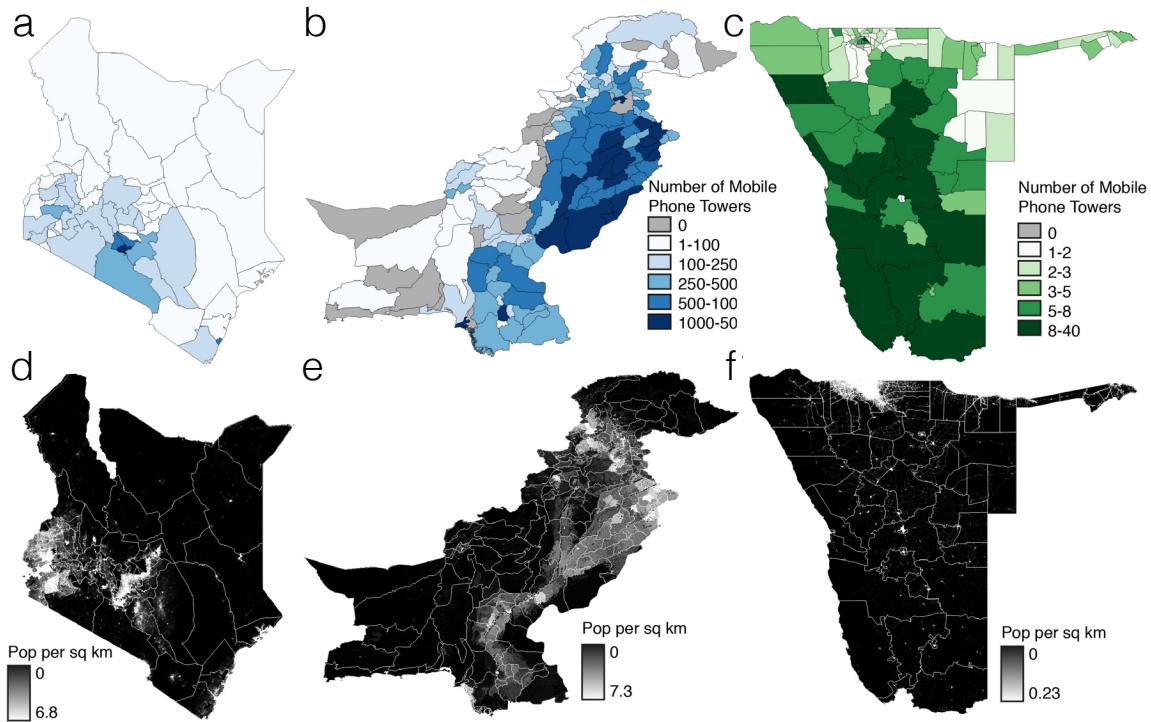 a
b
c
Number of Mobile
Phone Towers
0
1-100
100-250
250-500
500-100
1000-50
Number of Mobile
Phone Towers
0
1-2
2-3
3-5
5-8
8-40
d
e
f
Pop per sq km
0
6.8
Pop per sq km
0
7.3
Pop per sq km
0
0.23